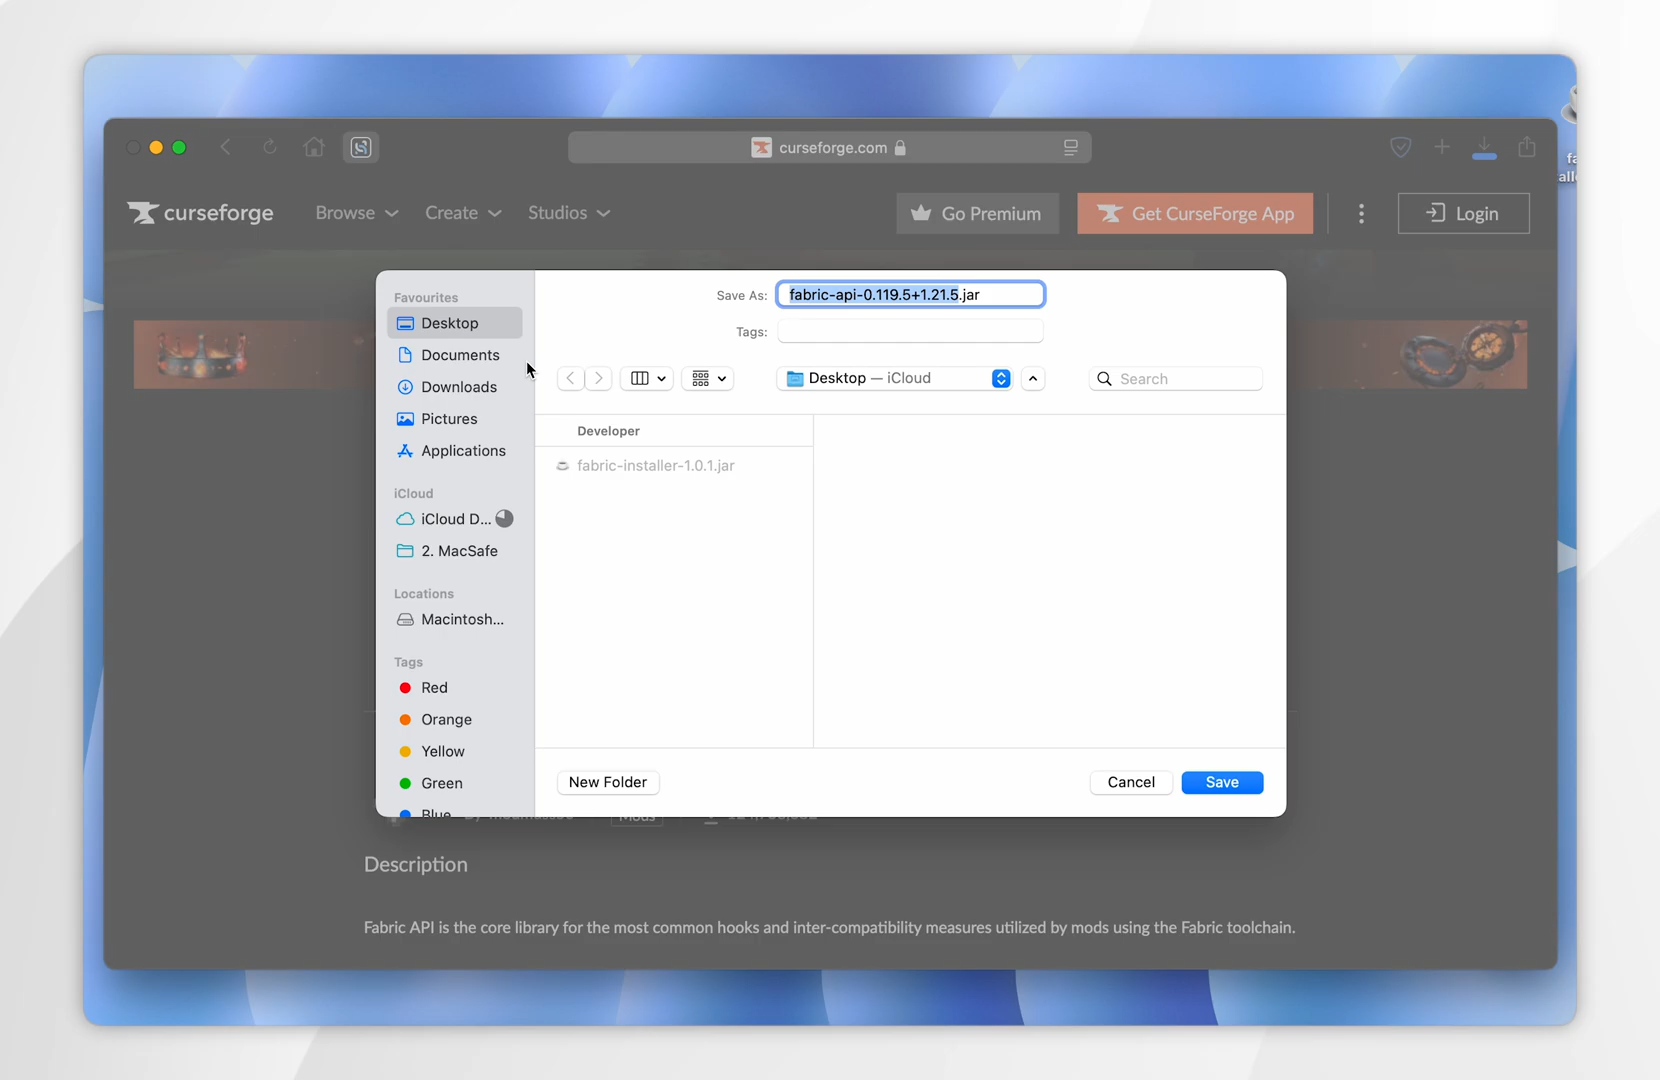 curseforge.com
curseforge
Browse
Create
Studios
Go Premium
Get CurseForge App
Login
Favourites
Desktop
Documents
Downloads
Pictures
Applications
iCloud
iCloud D...
2. MacSafe
Locations
Macintosh...
Tags
Red
Orange
Yellow
Green
Blue
Save As: fabric-api-0.119.5+1.21.5.jar
Tags:
Desktop — iCloud
Search
Developer
fabric-installer-1.0.1.jar
New Folder
Cancel
Save
Mods
Description
Fabric API is the core library for the most common hooks and inter-compatibility measures utilized by mods using the Fabric toolchain.